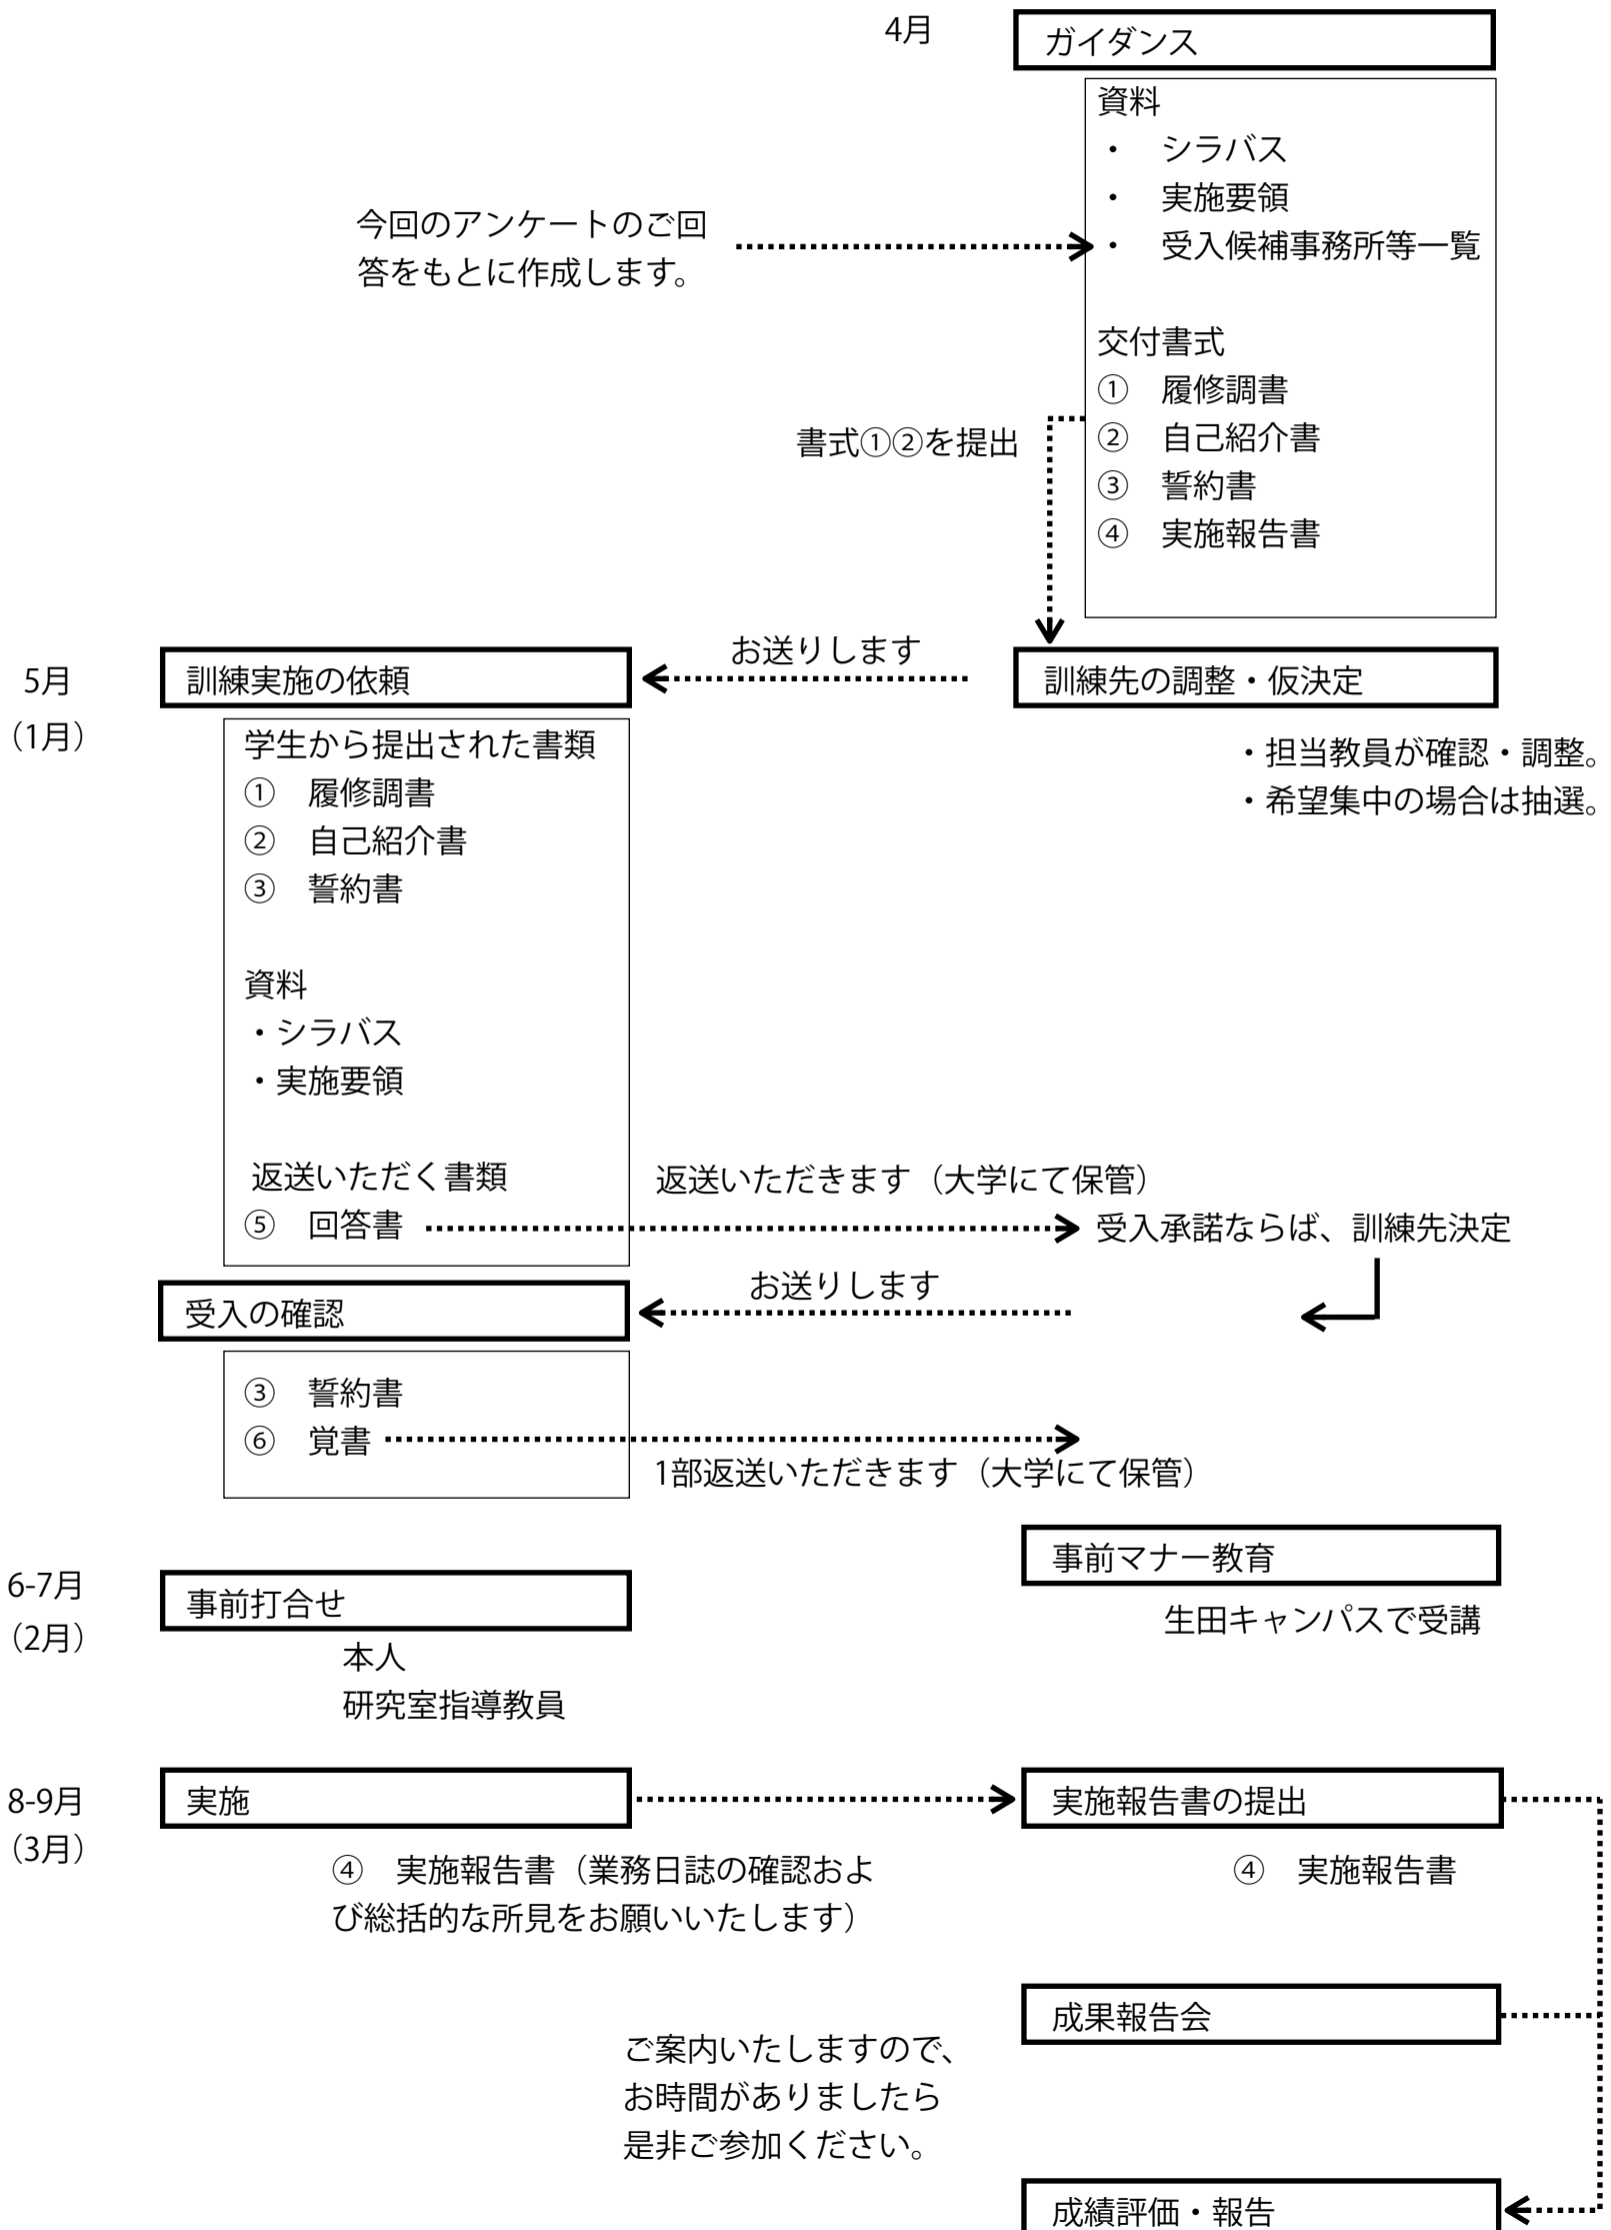 4月
ガイダンス
資料
・ シラバス
・ 実施要領
・ 受入候補事務所等一覧
今回のアンケートのご回
答をもとに作成します。
交付書式
① 履修調書
② 自己紹介書
③ 誓約書
④ 実施報告書
書式①②を提出
5月
（1月）
訓練実施の依頼
お送りします
訓練先の調整・仮決定
・担当教員が確認・調整。
・希望集中の場合は抽選。
学生から提出された書類
① 履修調書
② 自己紹介書
③ 誓約書
資料
・シラバス
・実施要領
返送いただく書類
⑤ 回答書
返送いただきます（大学にて保管）
受入承諾ならば、訓練先決定
お送りします
受入の確認
③ 誓約書
⑥ 覚書
1部返送いただきます（大学にて保管）
事前マナー教育
生田キャンパスで受講
6-7月
（2月）
事前打合せ
本人
研究室指導教員
8-9月
（3月）
実施
④ 実施報告書（業務日誌の確認およ
び総括的な所見をお願いいたします）
実施報告書の提出
④ 実施報告書
成果報告会
ご案内いたしますので、
お時間がありましたら
是非ご参加ください。
成績評価・報告